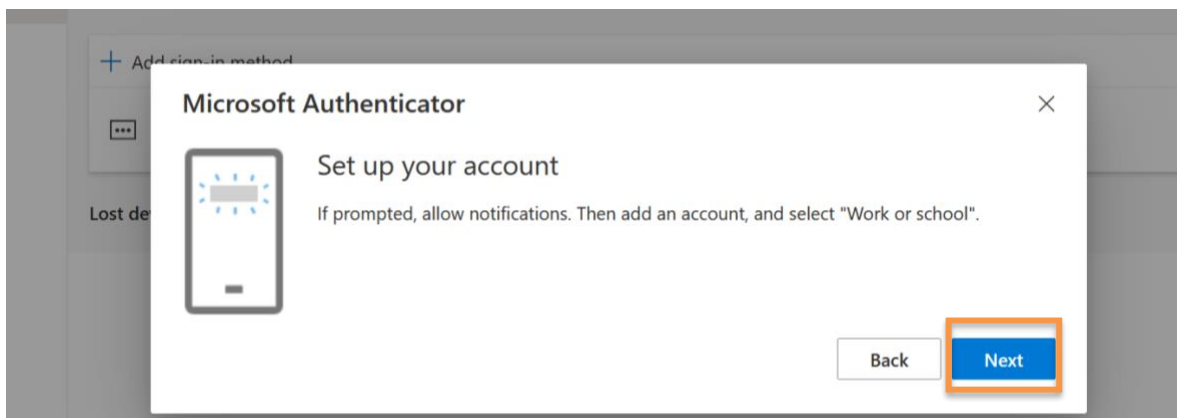 Add sign-in method
Microsoft Authenticator
Set up your account
If prompted, allow notifications. Then add an account, and select "Work or school".
Lost de
Back
Next